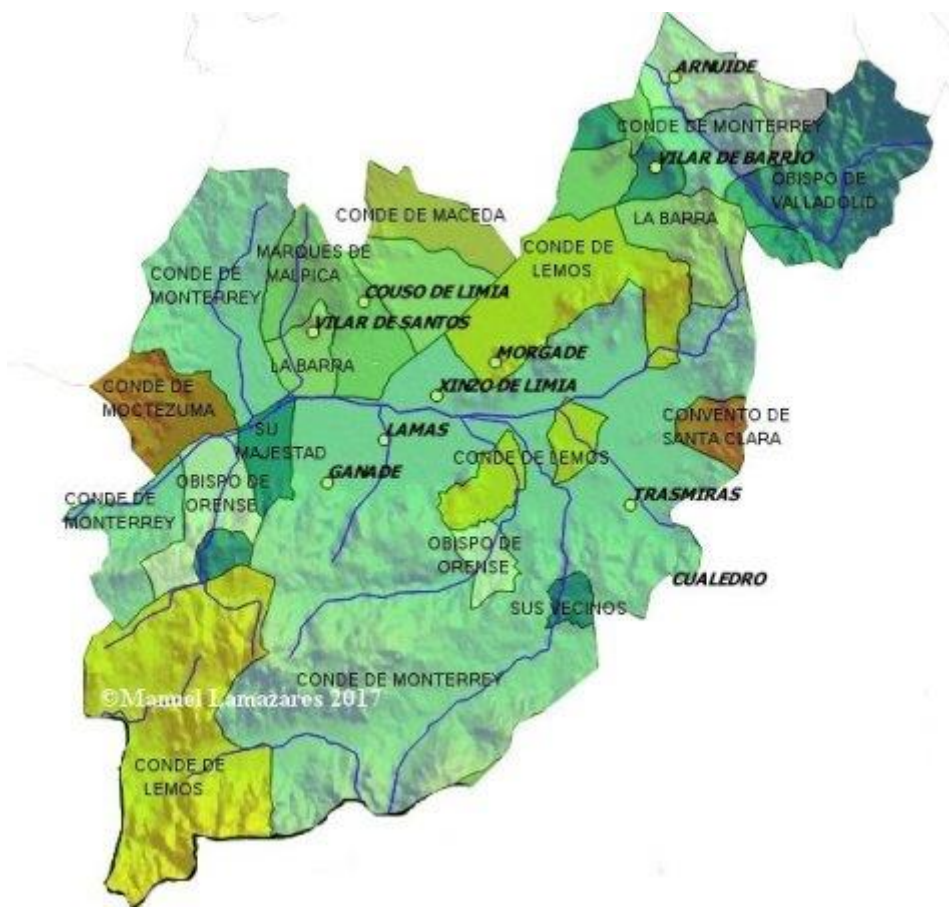 ARNUIDE
CONDE DE MONTERREY
VILAR DE BARRIO
OBISPO DE
VALLADOLID
CONDE DE MACEDA
LA BARRA
CONDE DE
LEMOS
MARQUES DE
MALPICA
CONDE DE
MONTERREY
COUSO DE LIMIA
VILAR DE SANTOS
LA BARRA
MORGADE
CONDE DE
MOCTEZUMA
XINZO DE LIMIA
CONVENTO DE
SANTA CLARA
SU
MAJESTAD
LAMAS
CONDE DE LEMOS
GANADE
OBISPO DE
ORENSE
CONDE DE
MONTERREY
TRASMIRAS
OBISPO DE
ORENSE
CUALEDRO
SUS VECINOS
CONDE DE MONTERREY
©Manuel Lamazares 2017
CONDE DE
LEMOS